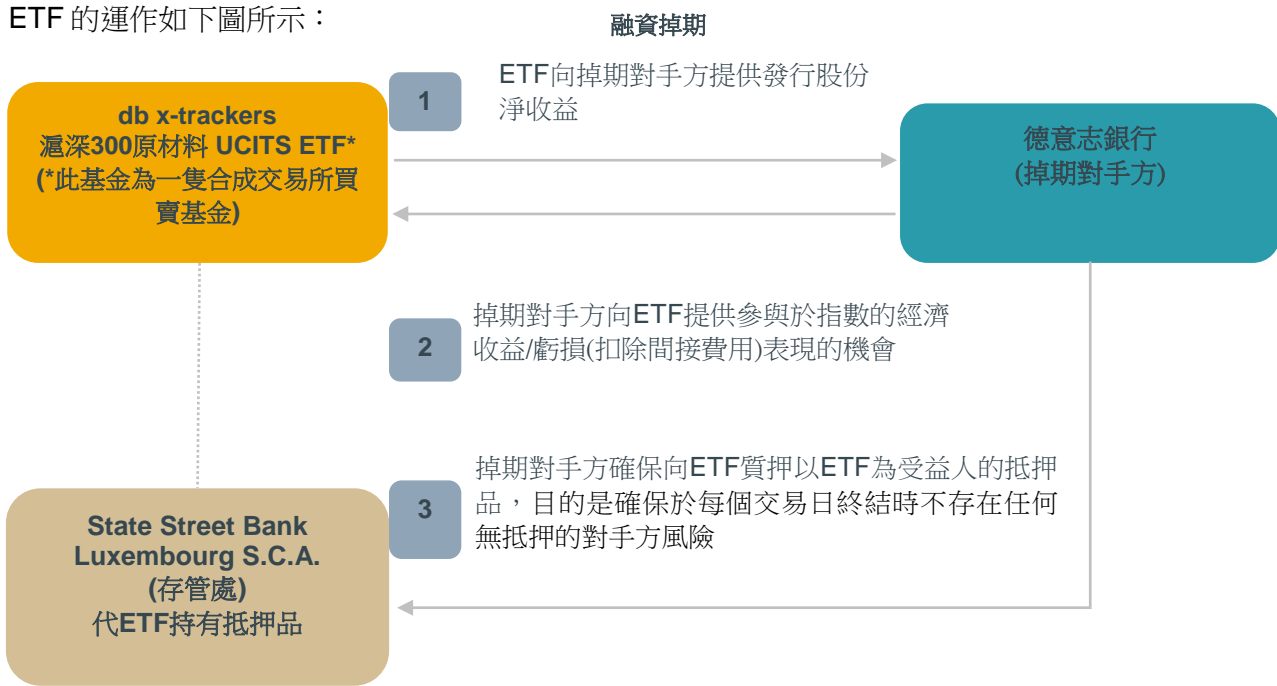 ETF 的運作如下圖所示：
融資掉期
db x-trackers
滬深300原材料 UCITS ETF*
(*此基金為一隻合成交易所買
賣基金)
1
ETF向掉期對手方提供發行股份
淨收益
德意志銀行
(掉期對手方)
2
掉期對手方向ETF提供參與於指數的經濟
收益/虧損(扣除間接費用)表現的機會
3
掉期對手方確保向ETF質押以ETF為受益人的抵押
品，目的是確保於每個交易日終結時不存在任何
無抵押的對手方風險
State Street Bank
Luxembourg S.C.A.
(存管處)
代ETF持有抵押品